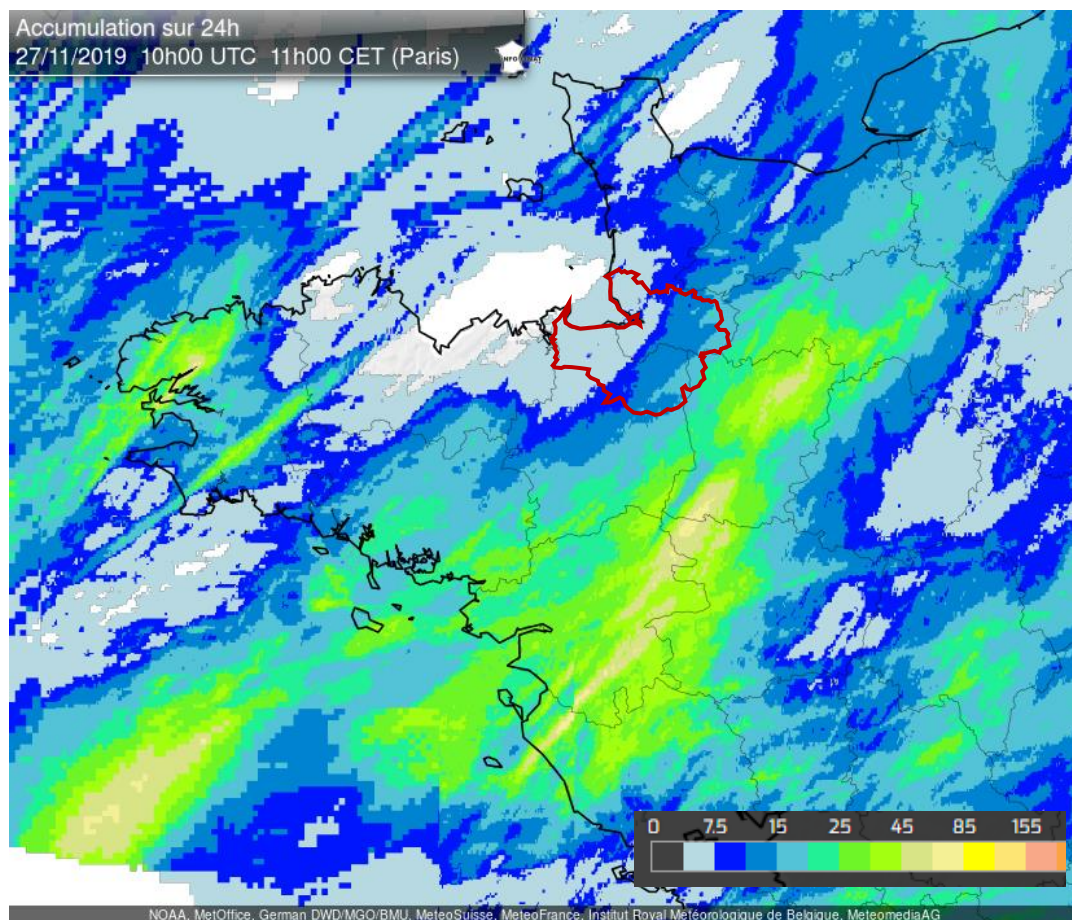 Accumulation sur 24h
27/11/2019 10h00 UTC 11h00 CET (Paris)
0 7.5 15 25 45 85 155
NOAA, MetOffice, German DWD/MGO/BMU, MeteoSuisse, MeteoFrance, Institut Royal Météorologique de Belgique, MeteomediaAG